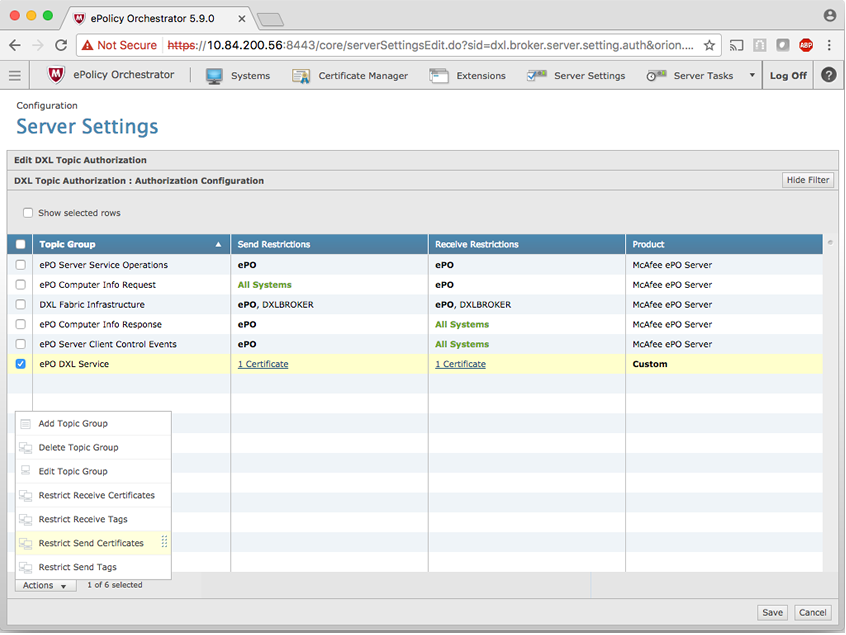 ePolicy Orchestrator 5.9.0
Not Secure https://10.84.200.56:8443/core/serverSettingsEdit.do?sid=dxl.broker.server.setting.auth&orion.... ABP
ePolicy Orchestrator Systems Certificate Manager Extensions Server Settings Server Tasks Log Off ?
Configuration
Server Settings
Edit DXL Topic Authorization
DXL Topic Authorization : Authorization Configuration Hide Filter
Show selected rows
Topic Group Send Restrictions Receive Restrictions Product
ePO Server Service Operations ePO ePO McAfee ePO Server
ePO Computer Info Request All Systems ePO McAfee ePO Server
DXL Fabric Infrastructure ePO, DXLBROKER ePO, DXLBROKER McAfee ePO Server
ePO Computer Info Response ePO All Systems McAfee ePO Server
ePO Server Client Control Events ePO All Systems McAfee ePO Server
ePO DXL Service 1 Certificate 1 Certificate Custom
Add Topic Group
Delete Topic Group
Edit Topic Group
Restrict Receive Certificates
Restrict Receive Tags
Restrict Send Certificates
Restrict Send Tags
Actions 1 of 6 selected
Save Cancel